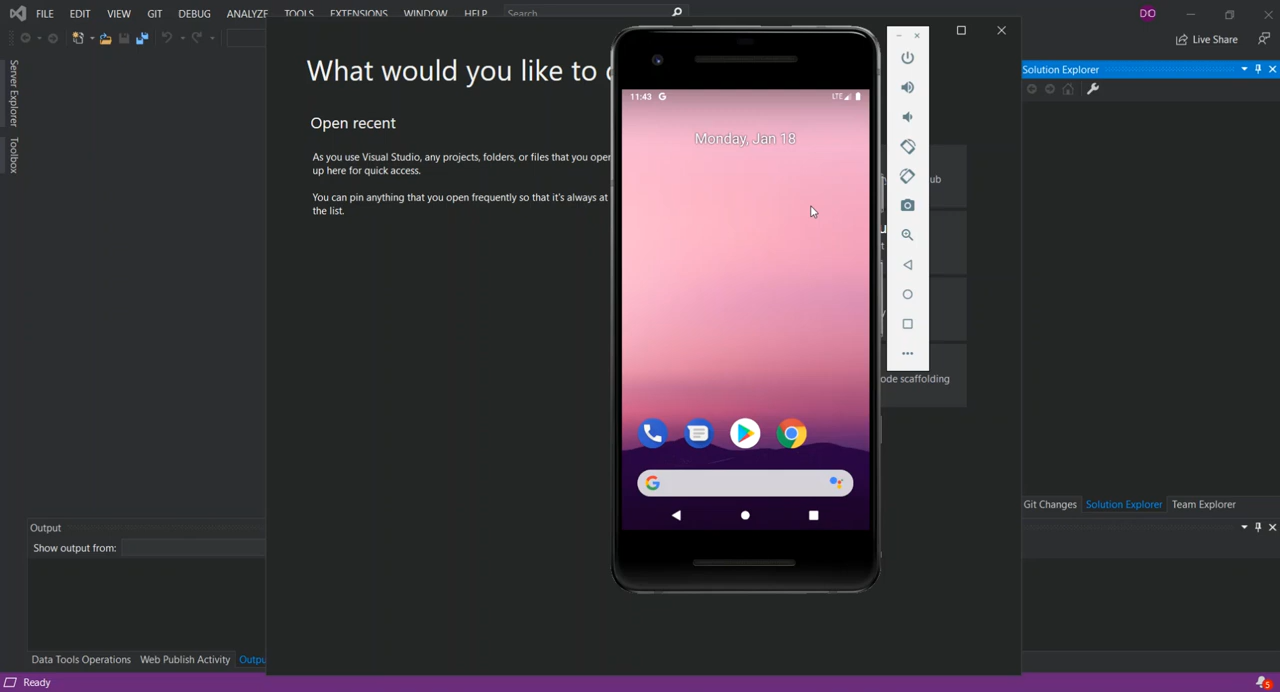 FILE EDIT VIEW GIT DEBUG ANALYZE TOOLS EXTENSIONS WINDOW HELP Search DO
Live Share
Server Explorer
Toolbox
What would you like to
Open recent
As you use Visual Studio, any projects, folders, or files that you open
up here for quick access.
You can pin anything that you open frequently so that it's always at
the list.
11:43 G LTE
Monday, Jan 18
G
ub
ode scaffolding
Solution Explorer
Git Changes Solution Explorer Team Explorer
Output
Show output from:
Data Tools Operations Web Publish Activity Outpu
Ready
5